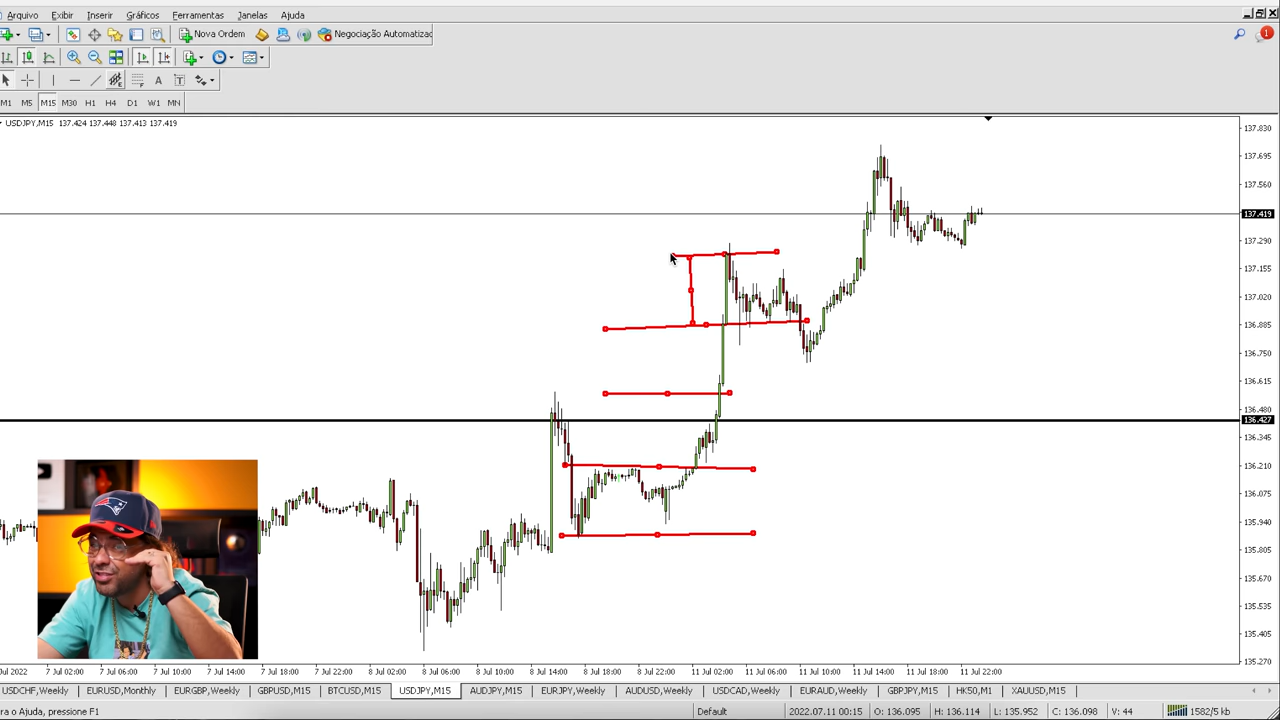 Arquivo Exibir Inserir Gráficos Ferramentas Janelas Ajuda
Nova Ordem Negociação Automatizac
1
A T
M1 M5 M15 M30 H1 H4 D1 W1 MN
USDJPY,M15 137.424 137.448 137.413 137.419
137.830
137.695
137.560
137.419
137.290
137.155
137.020
136.885
136.750
136.615
136.480
136.427
136.345
136.210
136.075
135.940
135.805
135.670
135.535
135.405
135.270
Jul 2022 7 Jul 02:00 7 Jul 06:00 7 Jul 10:00 7 Jul 14:00 7 Jul 18:00 7 Jul 22:00 8 Jul 02:00 8 Jul 06:00 8 Jul 10:00 8 Jul 14:00 8 Jul 18:00 8 Jul 22:00 11 Jul 02:00 11 Jul 06:00 11 Jul 10:00 11 Jul 14:00 11 Jul 18:00 11 Jul 22:00
USDCHF,Weekly EURUSD,Monthly EURGBP,Weekly GBPUSD,M15 BTCUSD,M15 USDJPY,M15 AUDJPY,M15 EURJPY,Weekly AUDUSD,Weekly USDCAD,Weekly EURAUD,Weekly GBPJPY,M15 HK50,M1 XAUUSD,M15
ra o Ajuda, pressione F1 Default 2022.07.11 00:15 O: 136.095 H: 136.114 L: 135.952 C: 136.098 V: 44 1582/5 kb